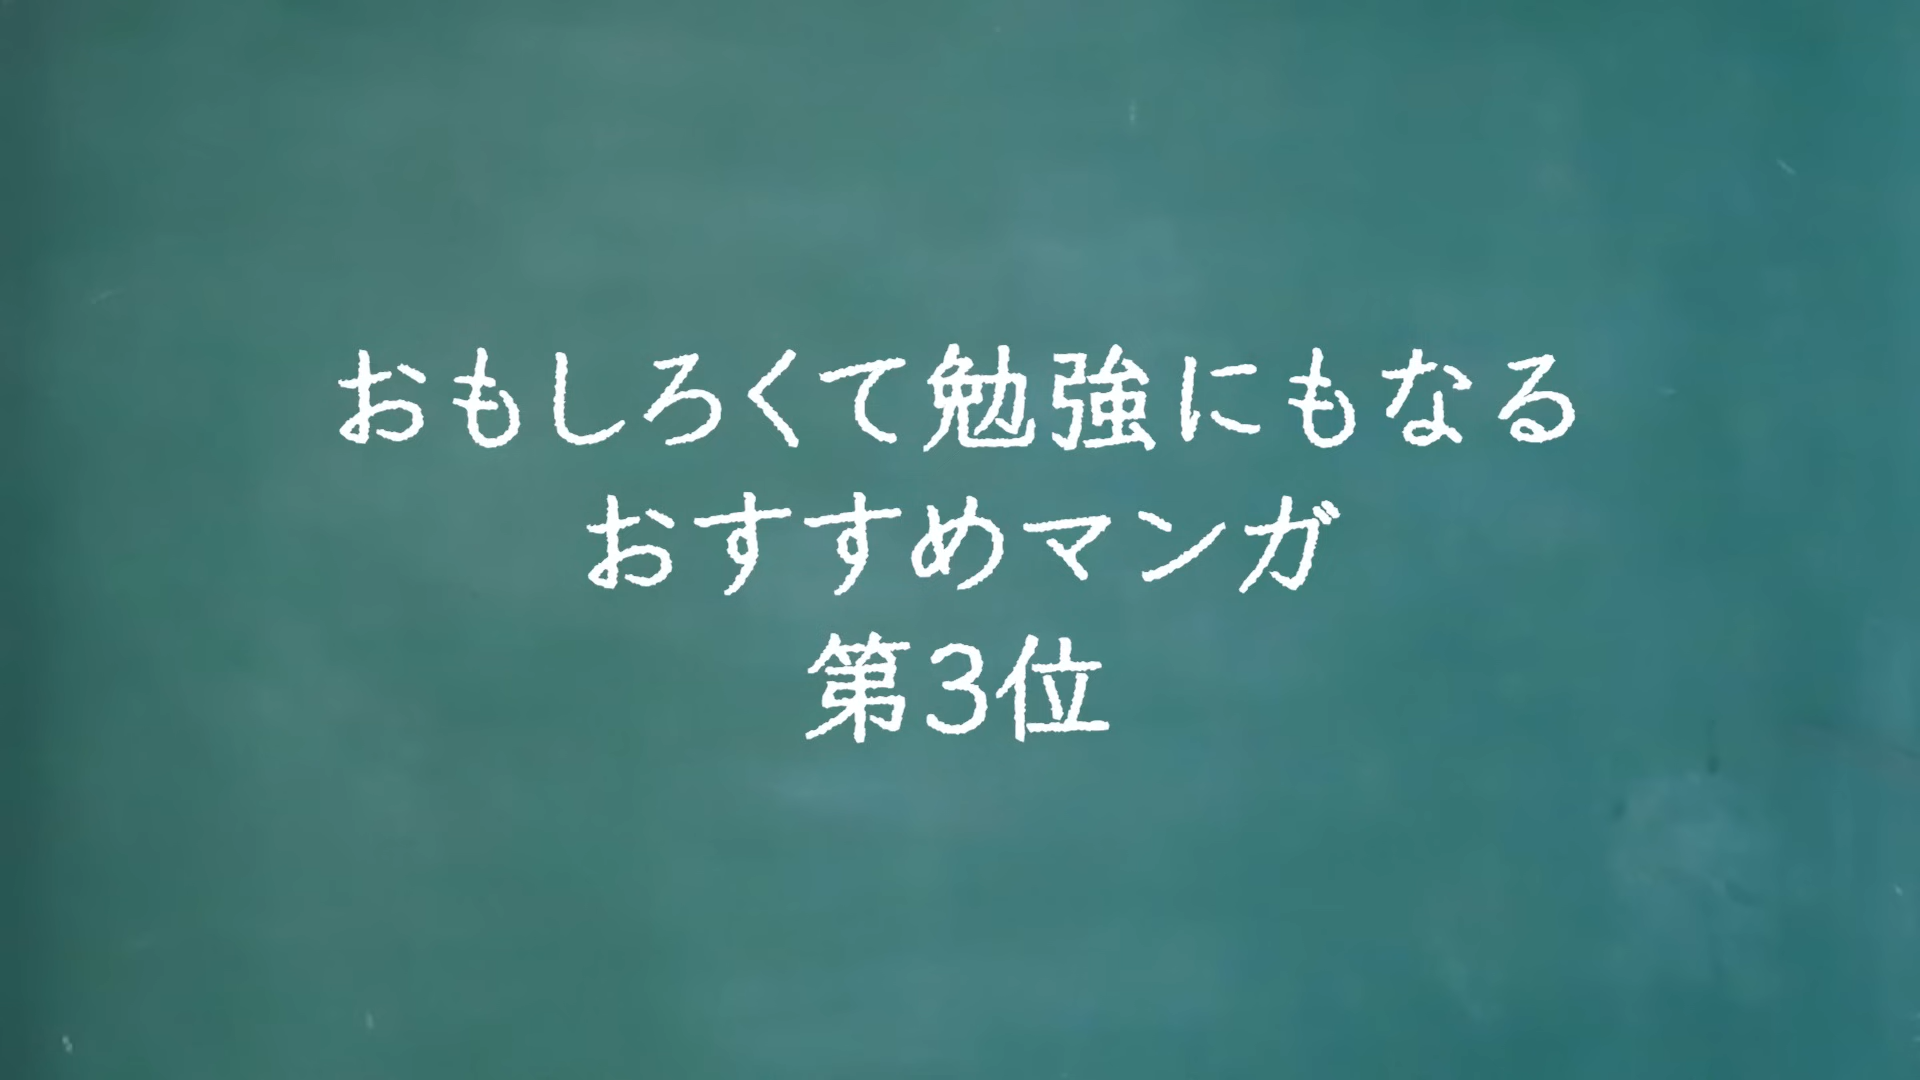 おもしろくて勉強にもなる
おすすめマンガ
第3位